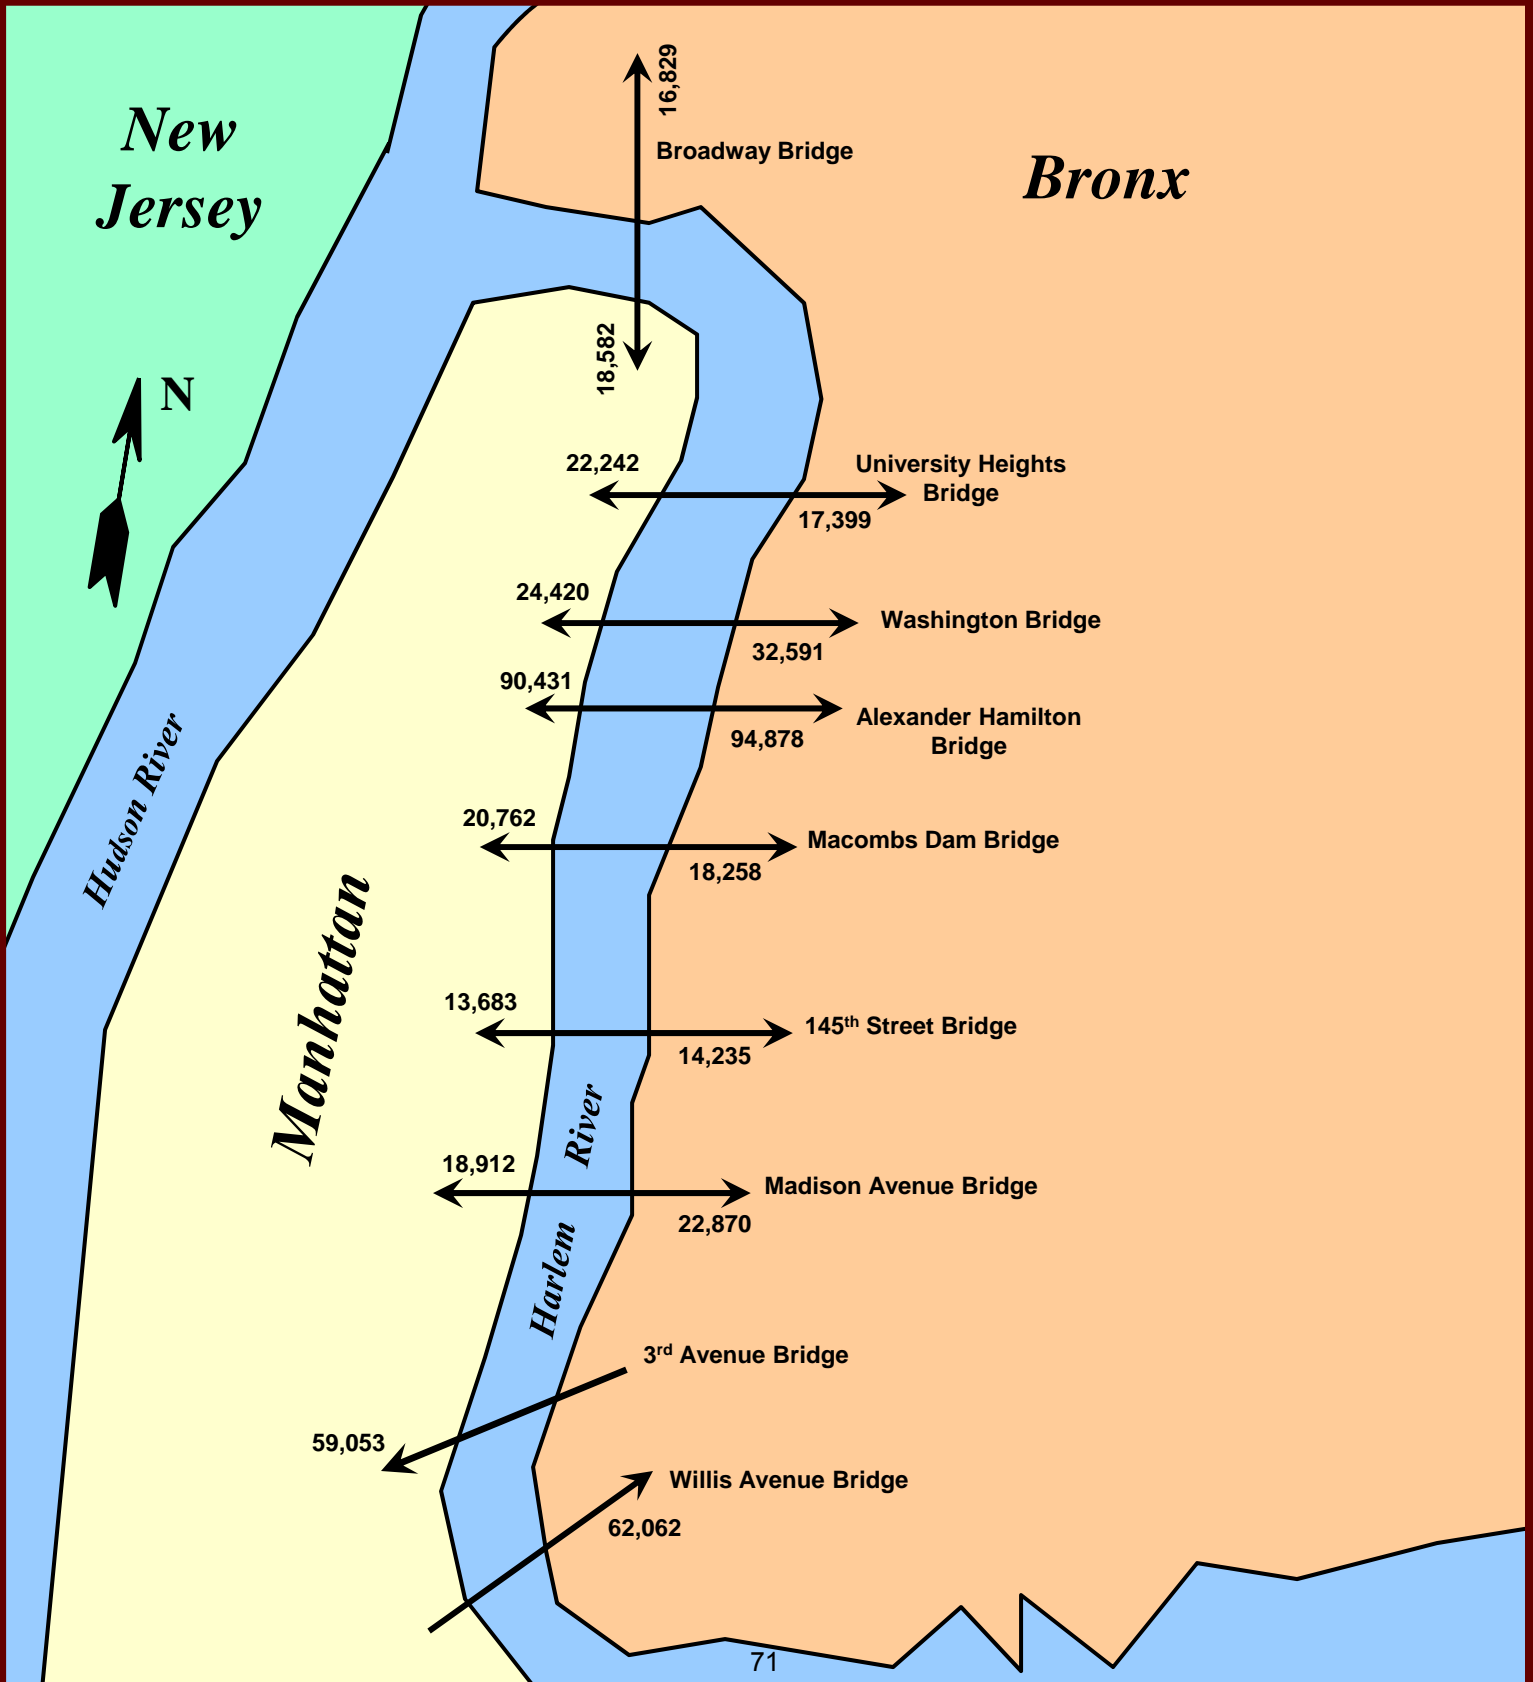 New
Jersey
16,829
Broadway Bridge
Bronx
18,582
N
22,242
University Heights
Bridge
17,399
24,420
Washington Bridge
32,591
90,431
Alexander Hamilton
Bridge
94,878
Hudson River
20,762
Macombs Dam Bridge
18,258
Manhattan
13,683
145th Street Bridge
14,235
Harlem River
18,912
Madison Avenue Bridge
22,870
3rd Avenue Bridge
59,053
Willis Avenue Bridge
62,062
71